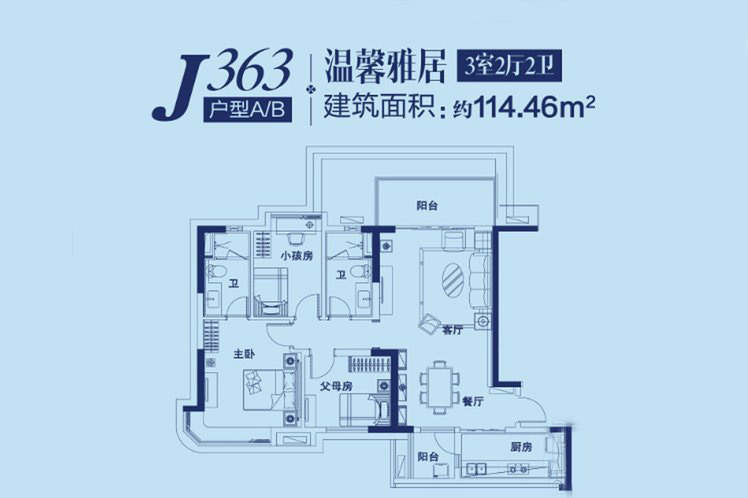 J363
户型A/B
温馨雅居 3室2厅2卫
建筑面积：约114.46m²
阳台
小孩房
卫
卫
客厅
主卧
父母房
餐厅
阳台
厨房